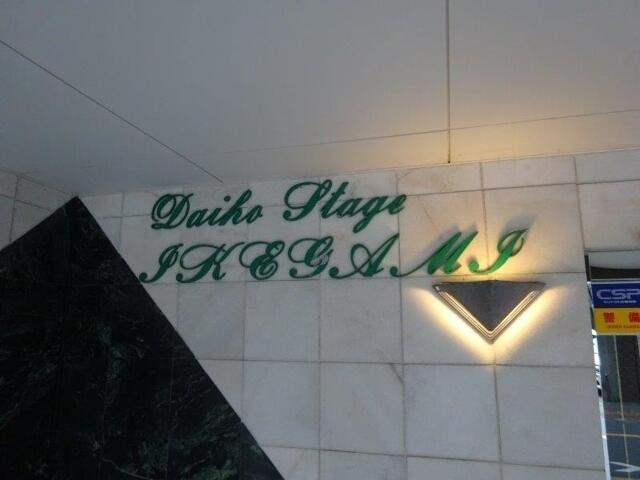 Daiho Stage
IKEGAMI
CSP
警備